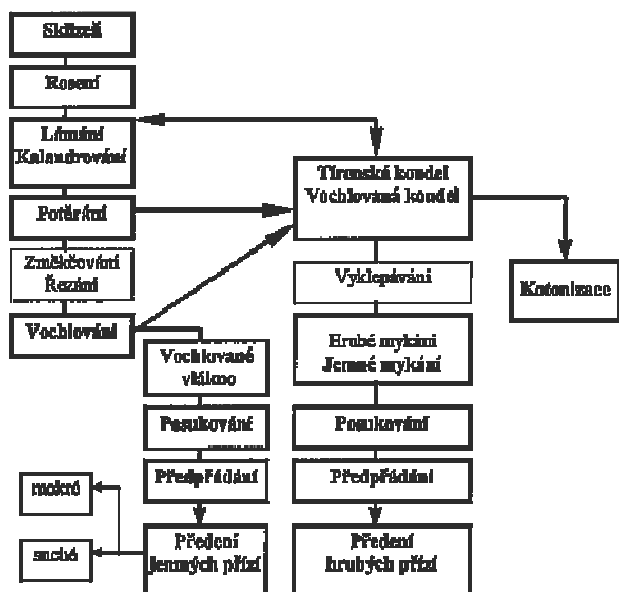 Sklizeň
Rosení
Lámání
Kalandrování
Potěrání
Změkčování
Řezání
Vochlování
Vochlované
vlákno
Posukování
Předpřádání
Předení
jemných přízí
mokré
suché
Tírenská koudel
Vochlovaná koudel
Vyklepávání
Hrubé mykání
Jemné mykání
Posukování
Předpřádání
Předení
hrubých přízí
Kotonizace